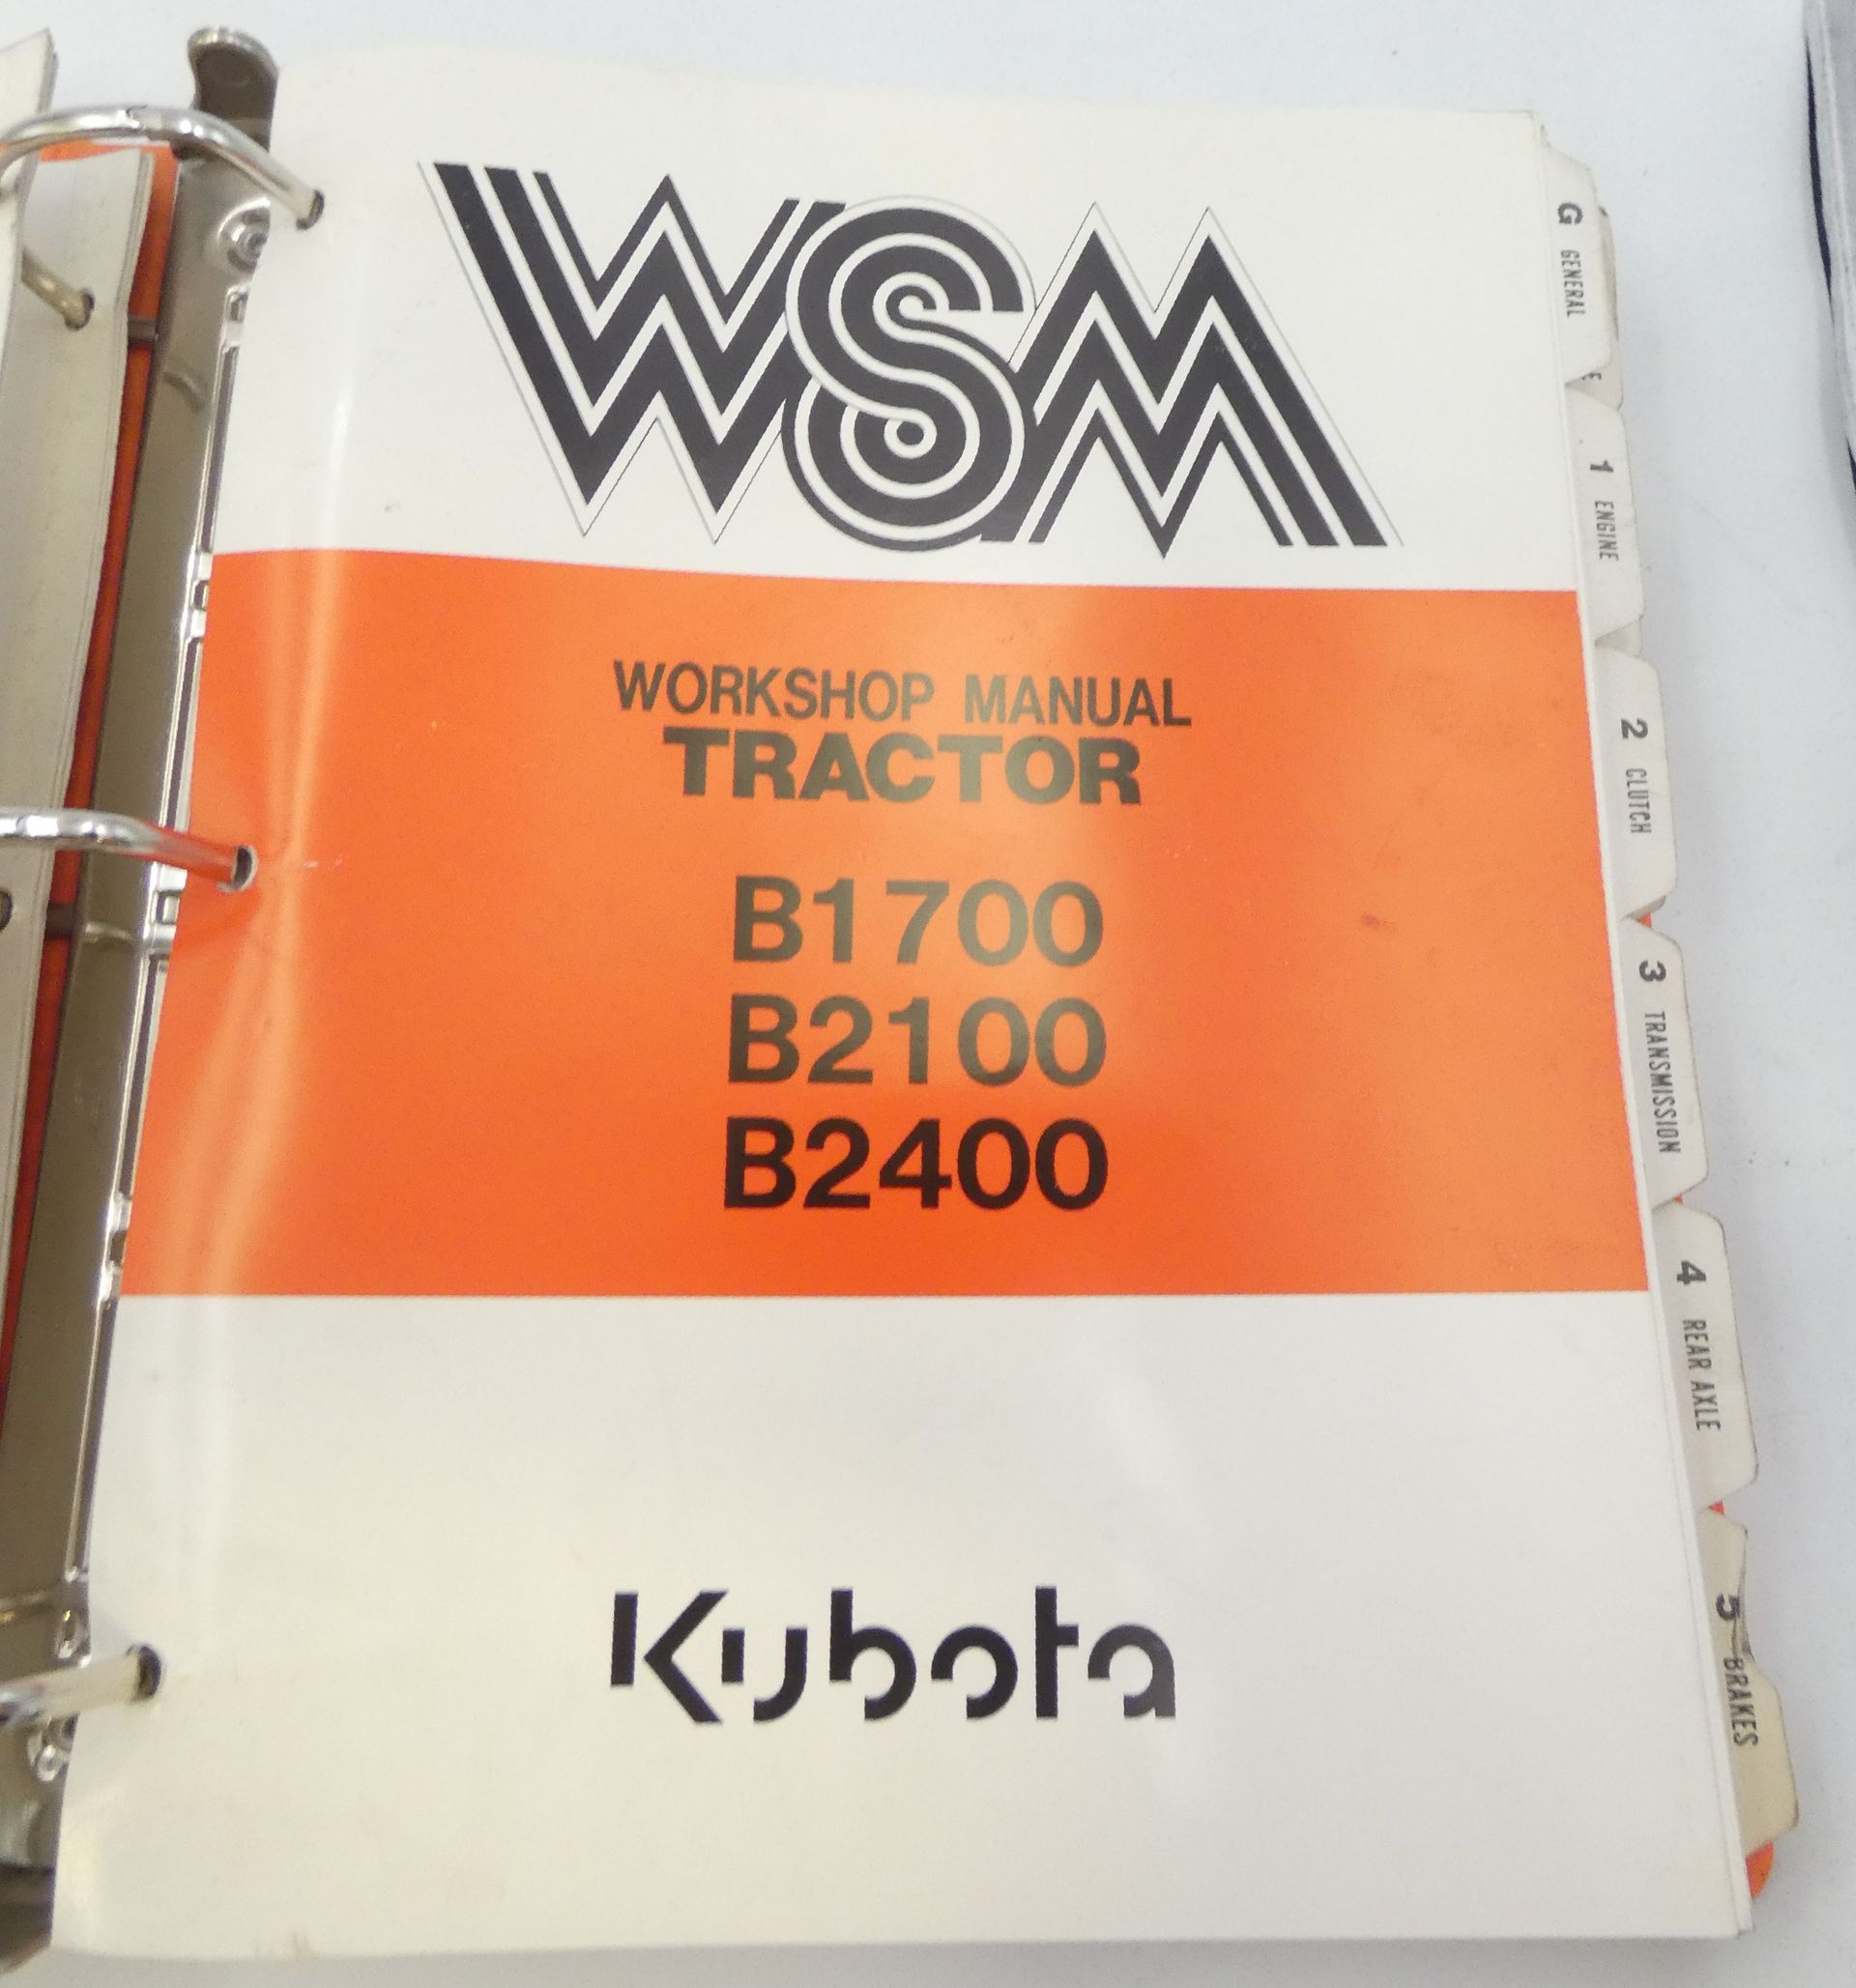 WSM
WORKSHOP MANUAL
TRACTOR
B1700
B2100
B2400
Kubota
G GENERAL
1 ENGINE
2 CLUTCH
3 TRANSMISSION
4 REAR AXLE
5 BRAKES